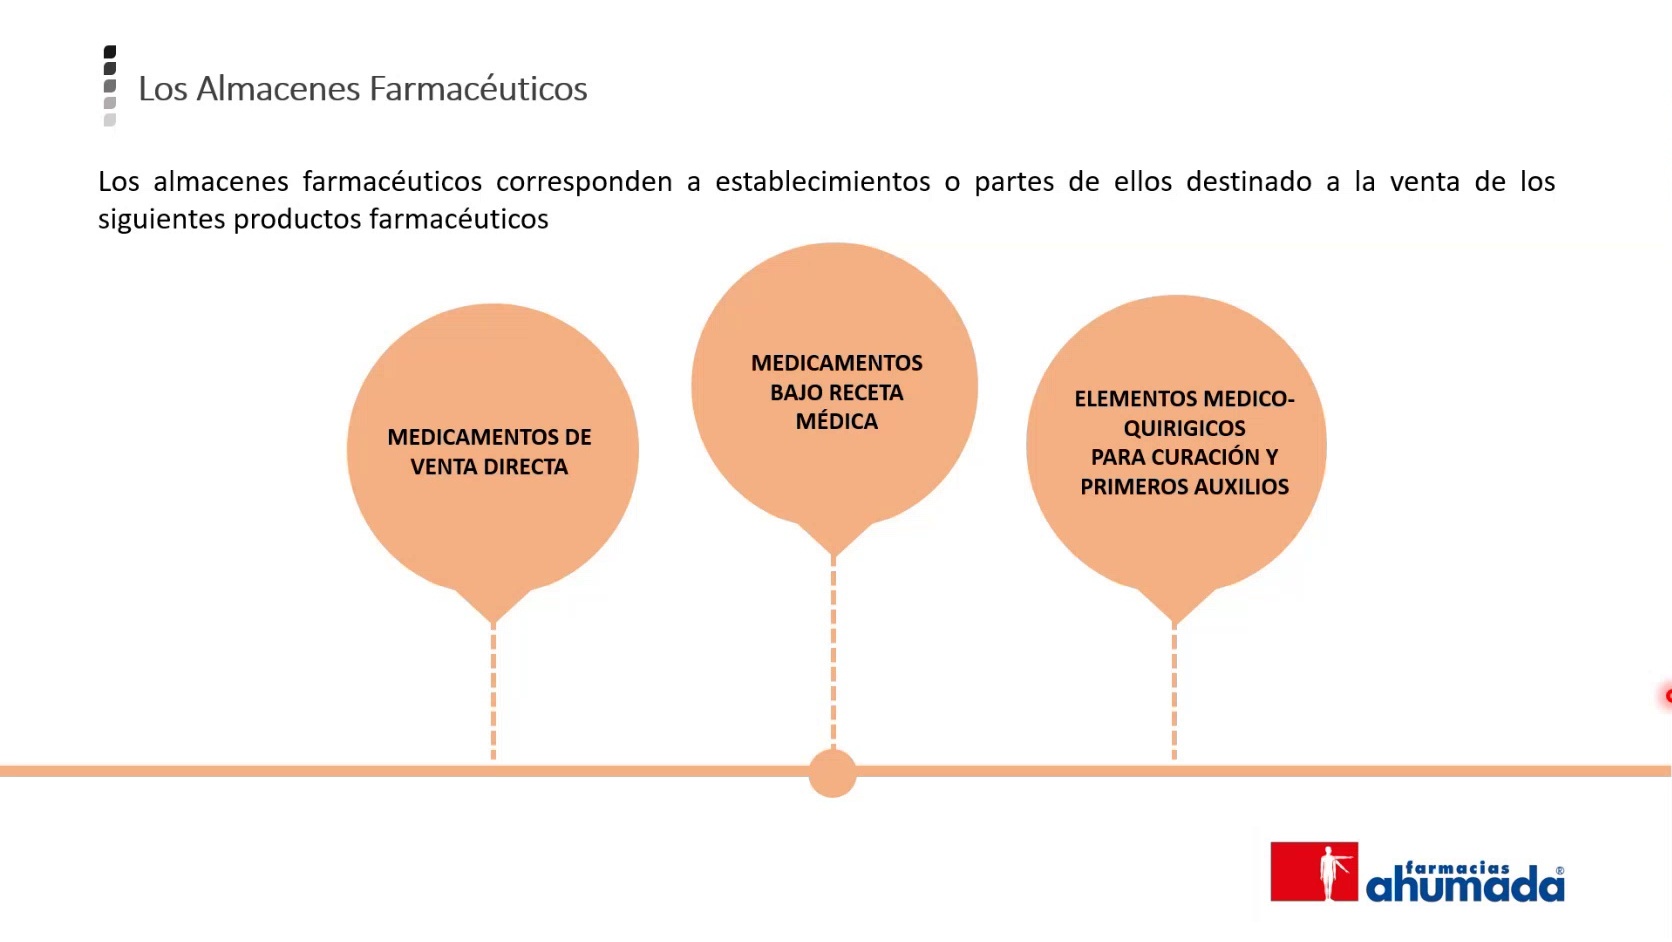 Los Almacenes Farmacéuticos
Los almacenes farmacéuticos corresponden a establecimientos o partes de ellos destinado a la venta de los
siguientes productos farmacéuticos
MEDICAMENTOS DE
VENTA DIRECTA
MEDICAMENTOS
BAJO RECETA
MÉDICA
ELEMENTOS MEDICO-
QUIRIGICOS
PARA CURACIÓN Y
PRIMEROS AUXILIOS
farmacias
ahumada®